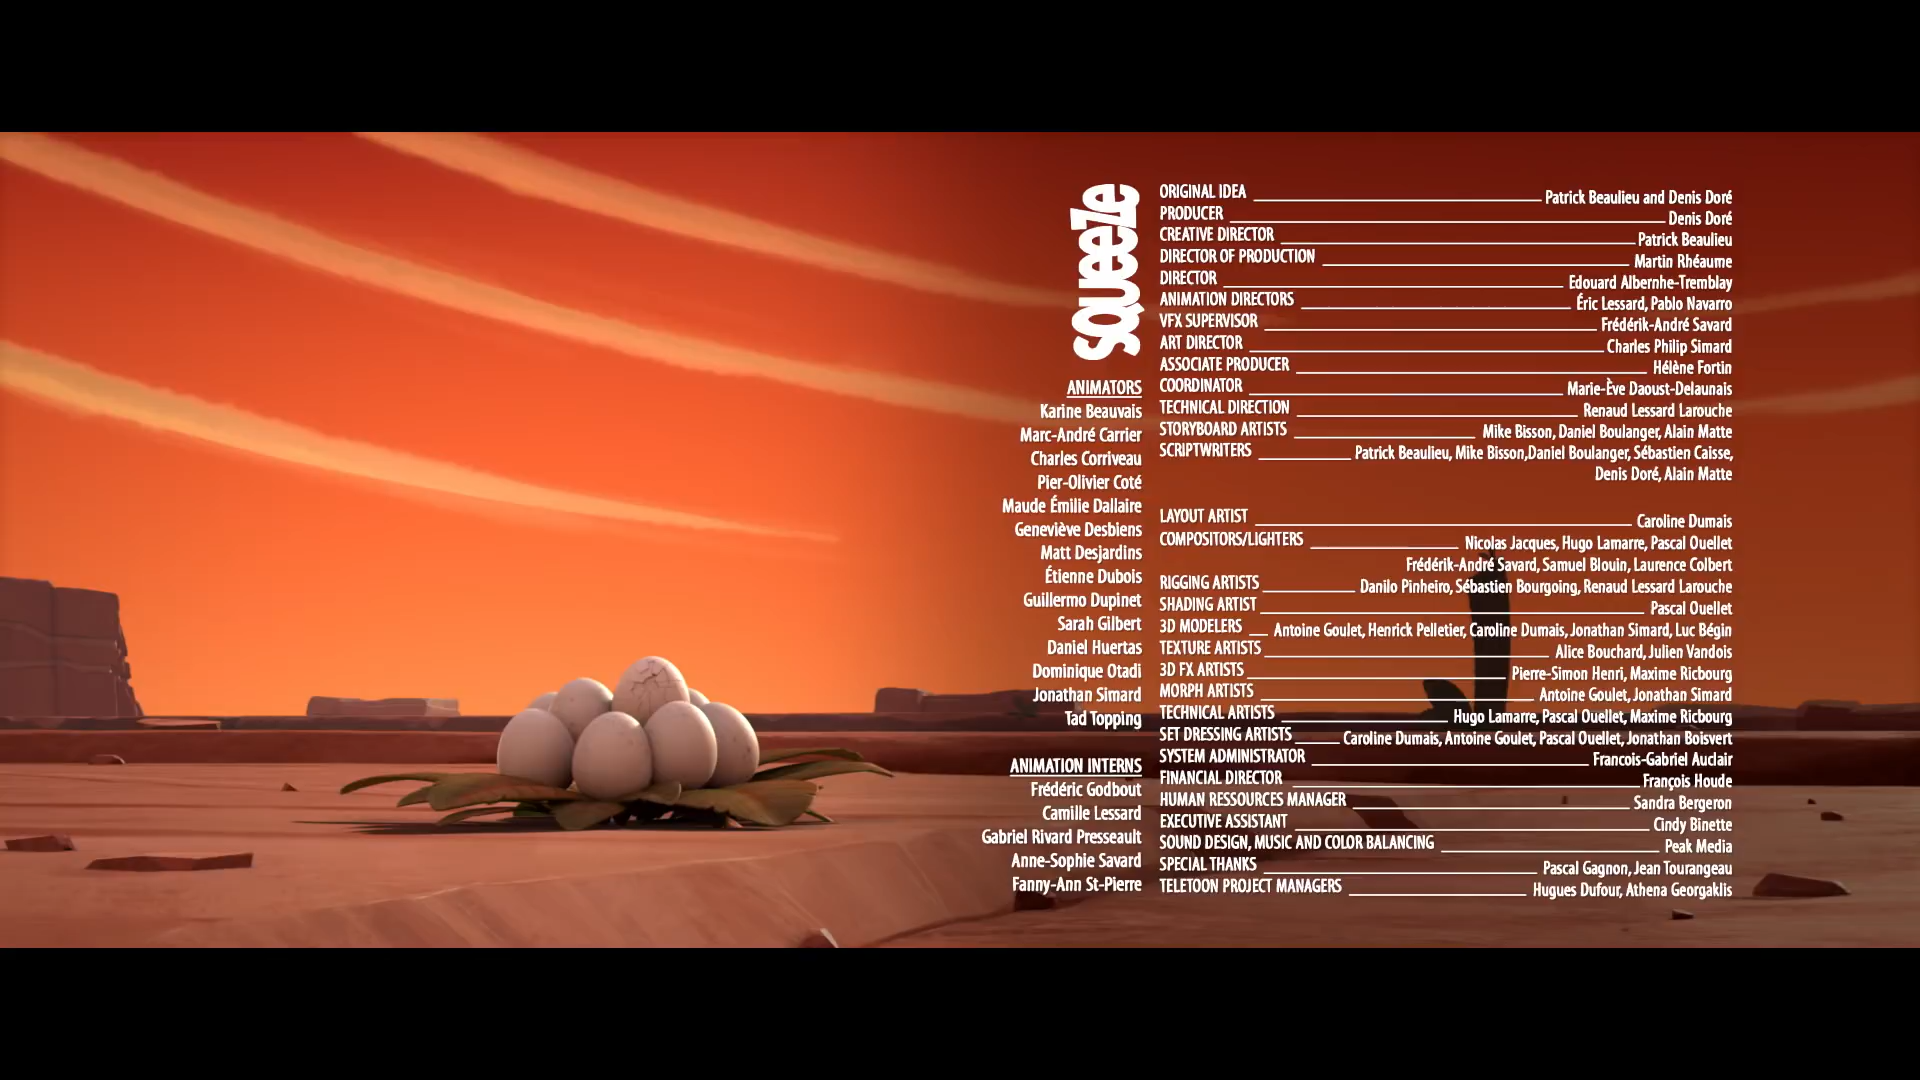 squeeze
ANIMATORS
Karine Beauvais
Marc-André Carrier
Charles Corriveau
Pier-Olivier Coté
Maude Émilie Dallaire
Geneviève Desbiens
Matt Desjardins
Étienne Dubois
Guillermo Dupinet
Sarah Gilbert
Daniel Huertas
Dominique Otadi
Jonathan Simard
Tad Topping
ANIMATION INTERNS
Frédéric Godbout
Camille Lessard
Gabriel Rivard Presseault
Anne-Sophie Savard
Fanny-Ann St-Pierre
ORIGINAL IDEA Patrick Beaulieu and Denis Doré
PRODUCER Denis Doré
CREATIVE DIRECTOR Patrick Beaulieu
DIRECTOR OF PRODUCTION Martin Rhéaume
DIRECTOR Edouard Albernhe-Tremblay
ANIMATION DIRECTORS Éric Lessard, Pablo Navarro
VFX SUPERVISOR Frédérik-André Savard
ART DIRECTOR Charles Philip Simard
ASSOCIATE PRODUCER Hélène Fortin
COORDINATOR Marie-Ève Daoust-Delaunais
TECHNICAL DIRECTION Renaud Lessard Larouche
STORYBOARD ARTISTS Mike Bisson, Daniel Boulanger, Alain Matte
SCRIPTWRITERS Patrick Beaulieu, Mike Bisson,Daniel Boulanger, Sébastien Caisse,
Denis Doré, Alain Matte
LAYOUT ARTIST Caroline Dumais
COMPOSITORS/LIGHTERS Nicolas Jacques, Hugo Lamarre, Pascal Ouellet
Frédérik-André Savard, Samuel Blouin, Laurence Colbert
RIGGING ARTISTS Danilo Pinheiro, Sébastien Bourgoing, Renaud Lessard Larouche
SHADING ARTIST Pascal Ouellet
3D MODELERS Antoine Goulet, Henrick Pelletier, Caroline Dumais, Jonathan Simard, Luc Bégin
TEXTURE ARTISTS Alice Bouchard, Julien Vandois
3D FX ARTISTS Pierre-Simon Henri, Maxime Ricbourg
MORPH ARTISTS Antoine Goulet, Jonathan Simard
TECHNICAL ARTISTS Hugo Lamarre, Pascal Ouellet, Maxime Ricbourg
SET DRESSING ARTISTS Caroline Dumais, Antoine Goulet, Pascal Ouellet, Jonathan Boisvert
SYSTEM ADMINISTRATOR Francois-Gabriel Auclair
FINANCIAL DIRECTOR François Houde
HUMAN RESSOURCES MANAGER Sandra Bergeron
EXECUTIVE ASSISTANT Cindy Binette
SOUND DESIGN, MUSIC AND COLOR BALANCING Peak Media
SPECIAL THANKS Pascal Gagnon, Jean Tourangeau
TELETOON PROJECT MANAGERS Hugues Dufour, Athena Georgaklis